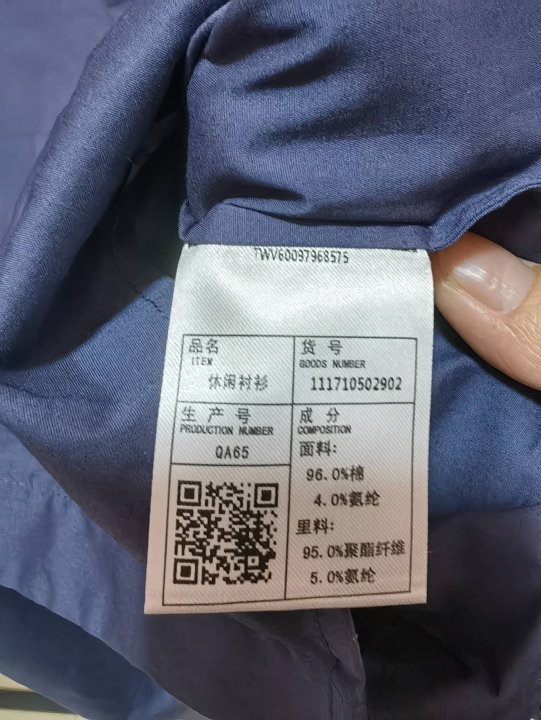 TWV60097968575
品名
ITEM
休闲衬衫
货 号
GOODS NUMBER
111710502902
生 产 号
PRODUCTION NUMBER
QA65
成 分
COMPOSITION
面料:
96.0%棉
4.0%氨纶
里料:
95.0%聚酯纤维
5.0%氨纶